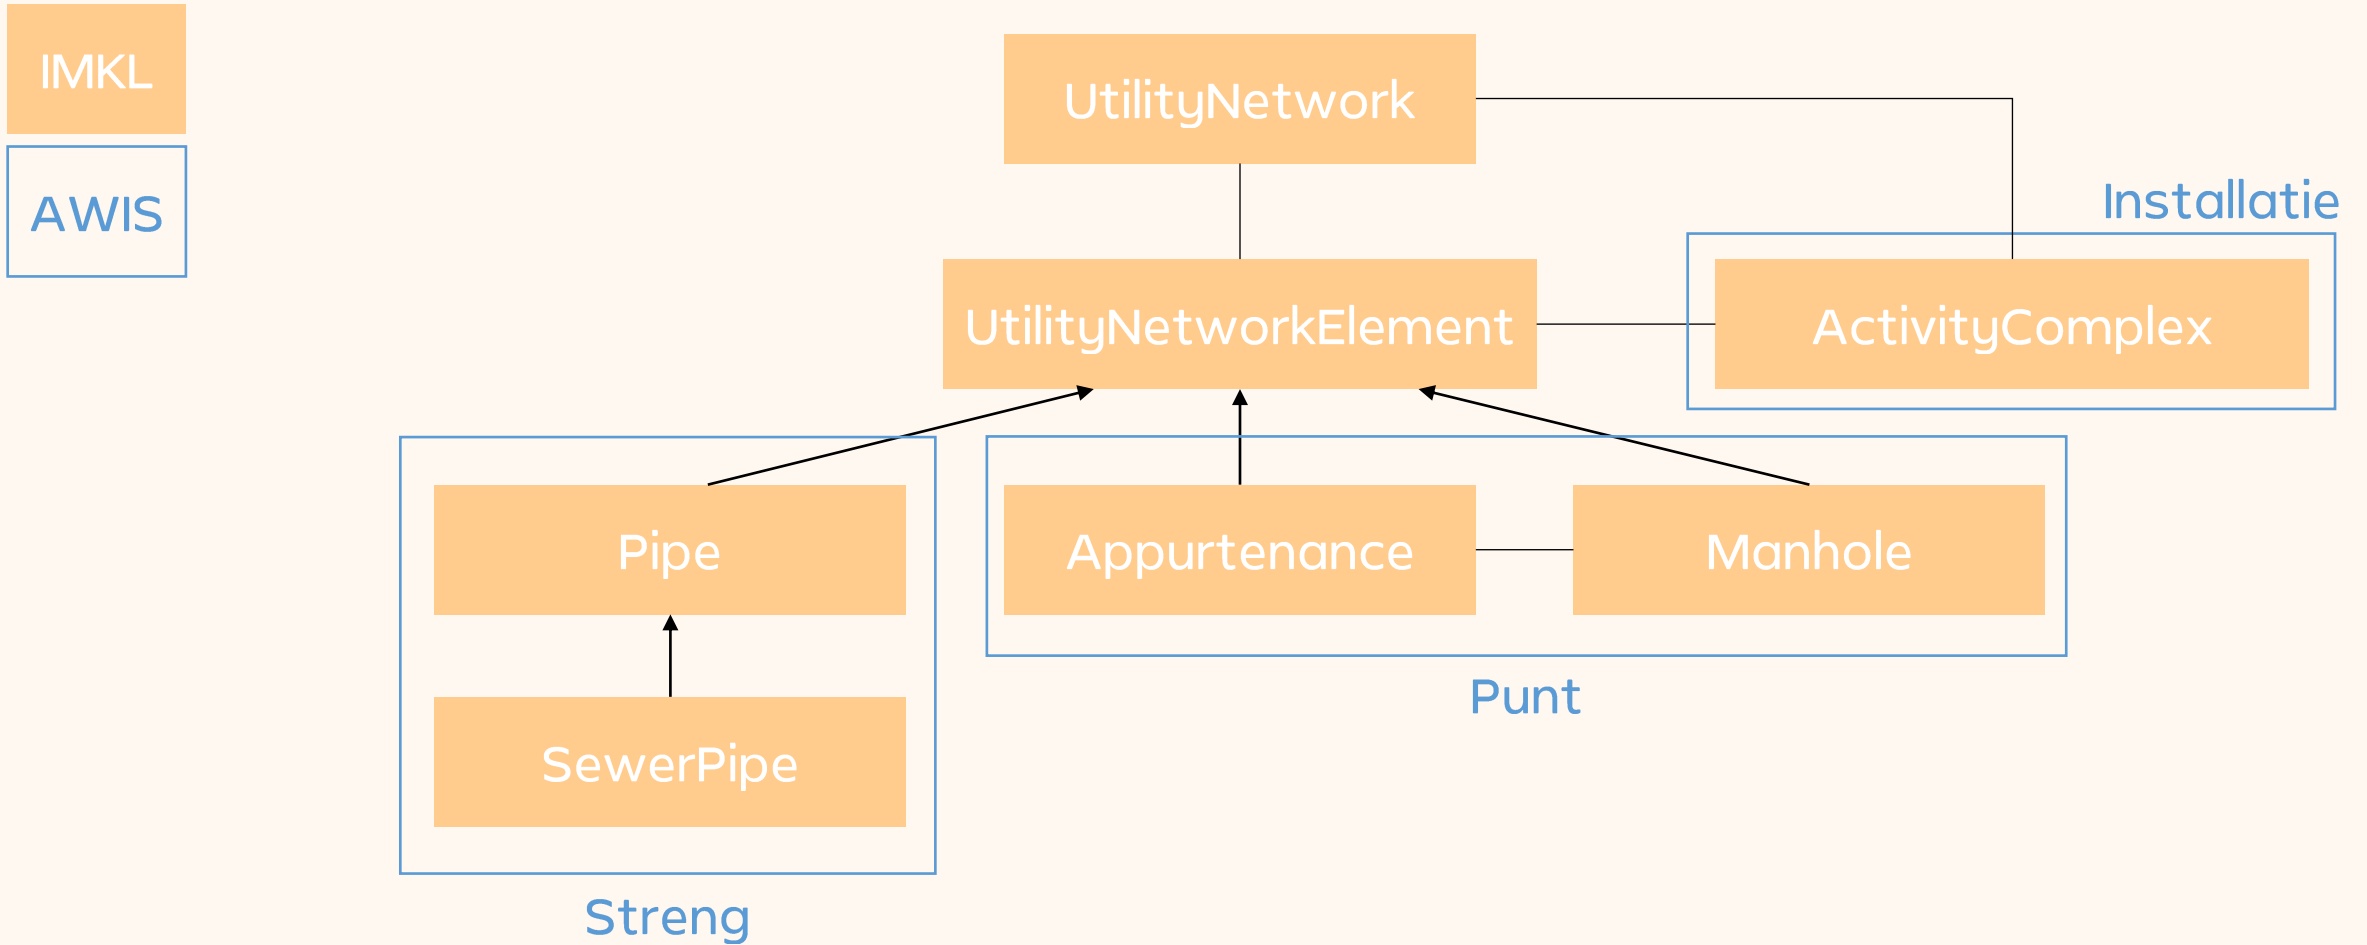 IMKL
AWIS
UtilityNetwork
Installatie
UtilityNetworkElement
ActivityComplex
Pipe
Appurtenance
Manhole
Punt
SewerPipe
Streng